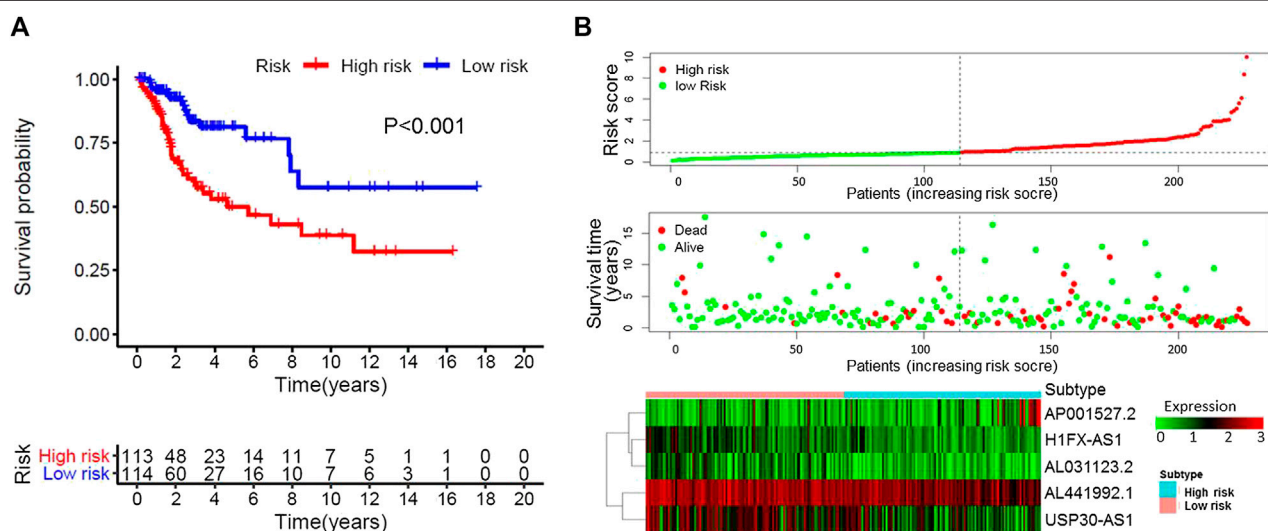 A
Risk High risk Low risk
P<0.001
Survival probability
1.00
0.75
0.50
0.25
0.00
0 2 4 6 8 10 12 14 16 18 20
Time(years)
Risk
High risk 113 48 23 14 11 7 5 1 1 0 0
Low risk 114 60 27 16 10 7 6 3 1 0 0
0 2 4 6 8 10 12 14 16 18 20
Time(years)
B
Risk score
10
8
6
4
2
0
High risk
low Risk
0 50 100 150 200
Patients (increasing risk socre)
Survival time
(years)
15
10
5
0
Dead
Alive
0 50 100 150 200
Patients (increasing risk socre)
Subtype
AP001527.2
H1FX-AS1
AL031123.2
AL441992.1
USP30-AS1
Expression
0 1 2 3
Subtype
High risk
Low risk